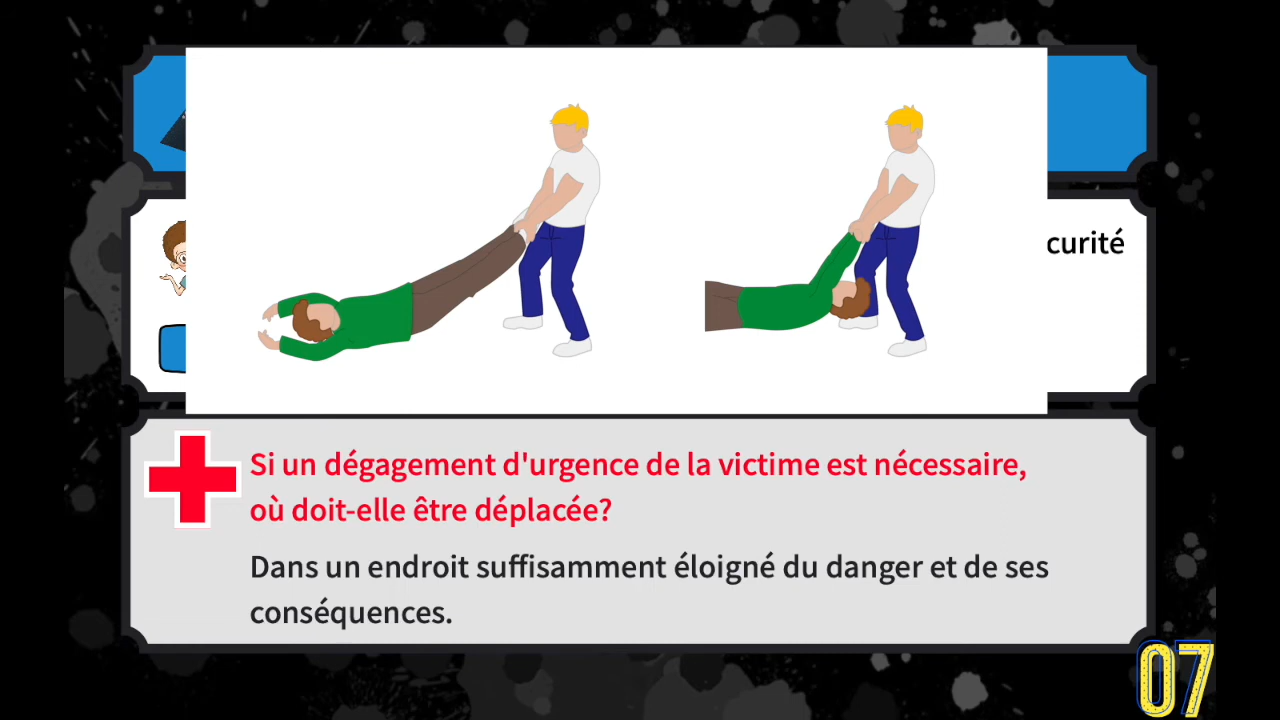 curité
Si un dégagement d'urgence de la victime est nécessaire,
où doit-elle être déplacée?
Dans un endroit suffisamment éloigné du danger et de ses
conséquences.
07